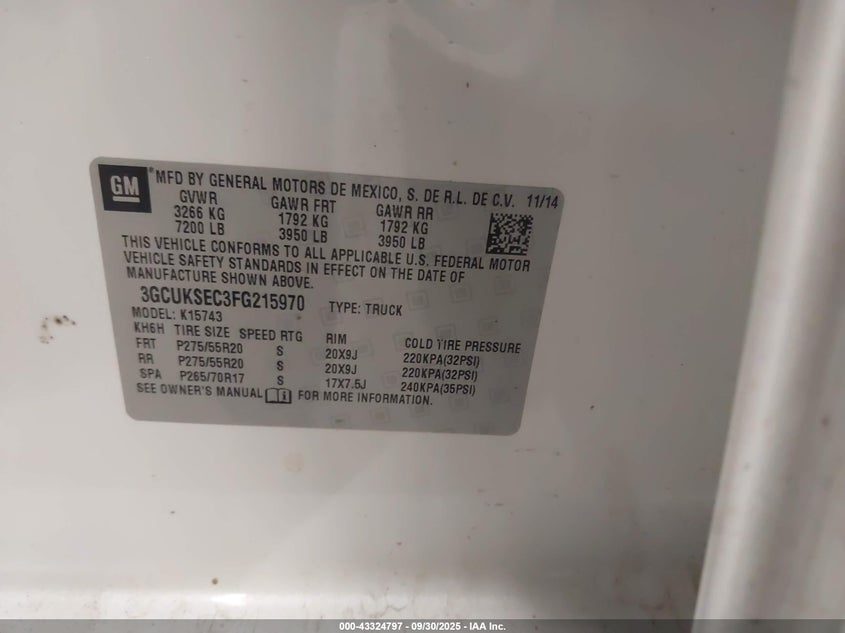 GM
®MFD BY GENERAL MOTORS DE MEXICO, S. DE R.L. DE C.V. 11/14
GVWR GAWR FRT GAWR RR
3266 KG 1792 KG 1792 KG
7200 LB 3950 LB 3950 LB
THIS VEHICLE CONFORMS TO ALL APPLICABLE U.S. FEDERAL MOTOR
VEHICLE SAFETY STANDARDS IN EFFECT ON THE DATE OF
MANUFACTURE SHOWN ABOVE.
3GCUKSEC3FG215970 TYPE: TRUCK
MODEL: K15743
KH6H TIRE SIZE SPEED RTG RIM COLD TIRE PRESSURE
FRT P275/55R20 S 20X9J 220KPA(32PSI)
RR P275/55R20 S 20X9J 220KPA(32PSI)
SPA P265/70R17 S 17X7.5J 240KPA(35PSI)
SEE OWNER'S MANUAL FOR MORE INFORMATION.
000-43324797 - 09/30/2025 - IAA Inc.